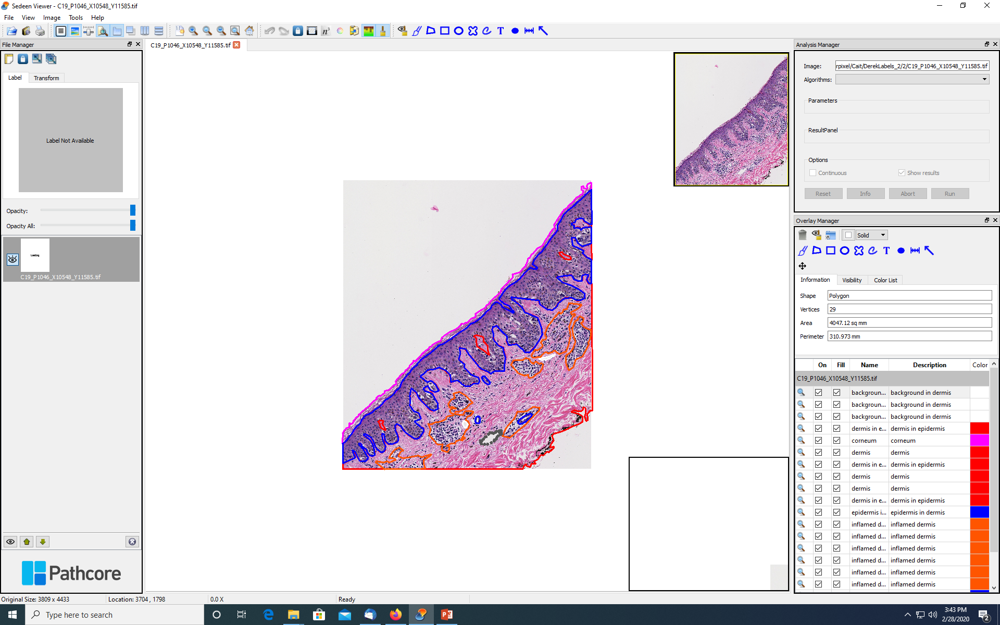 Sedeen Viewer - C19_P1046_X10548_Y11585.tif
File View Image Tools Help
File Manager
Label Transform
Label Not Available
Opacity:
Opacity All:
Loading
C19_P1046_X10548_Y11585.tif
Pathcore
C19_P1046_X10548_Y11585.tif
Analysis Manager
Image: rpixel/Cait/DerekLabels_2/2/C19_P1046_X10548_Y11585.tif
Algorithms:
Parameters
ResultPanel
Options
Continuous Show results
Reset Info Abort Run
Overlay Manager
Solid
Information Visibility Color List
Shape Polygon
Vertices 29
Area 4047.12 sq mm
Perimeter 310.973 mm
On Fill Name Description Color
C19_P1046_X10548_Y11585.tif
backgroun... background in dermis
backgroun... background in dermis
backgroun... background in dermis
dermis in e... dermis in epidermis
corneum corneum
dermis dermis
dermis in e... dermis in epidermis
dermis dermis
dermis dermis
dermis in e... dermis in epidermis
epidermis i... epidermis in dermis
inflamed d... inflamed dermis
inflamed d... inflamed dermis
inflamed d... inflamed dermis
inflamed d... inflamed dermis
inflamed d... inflamed dermis
inflamed d... inflamed dermis
Original Size: 3809 x 4433 Location: 3704 , 1798 0.0 X Ready
Type here to search
3:43 PM
2/28/2020
2